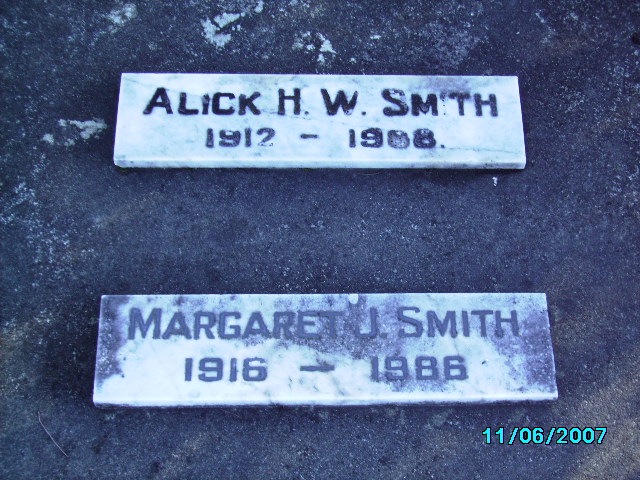 ALICK H. W. SMITH
1912 - 1988.
MARGARET J. SMITH
1916 - 1986
11/06/2007